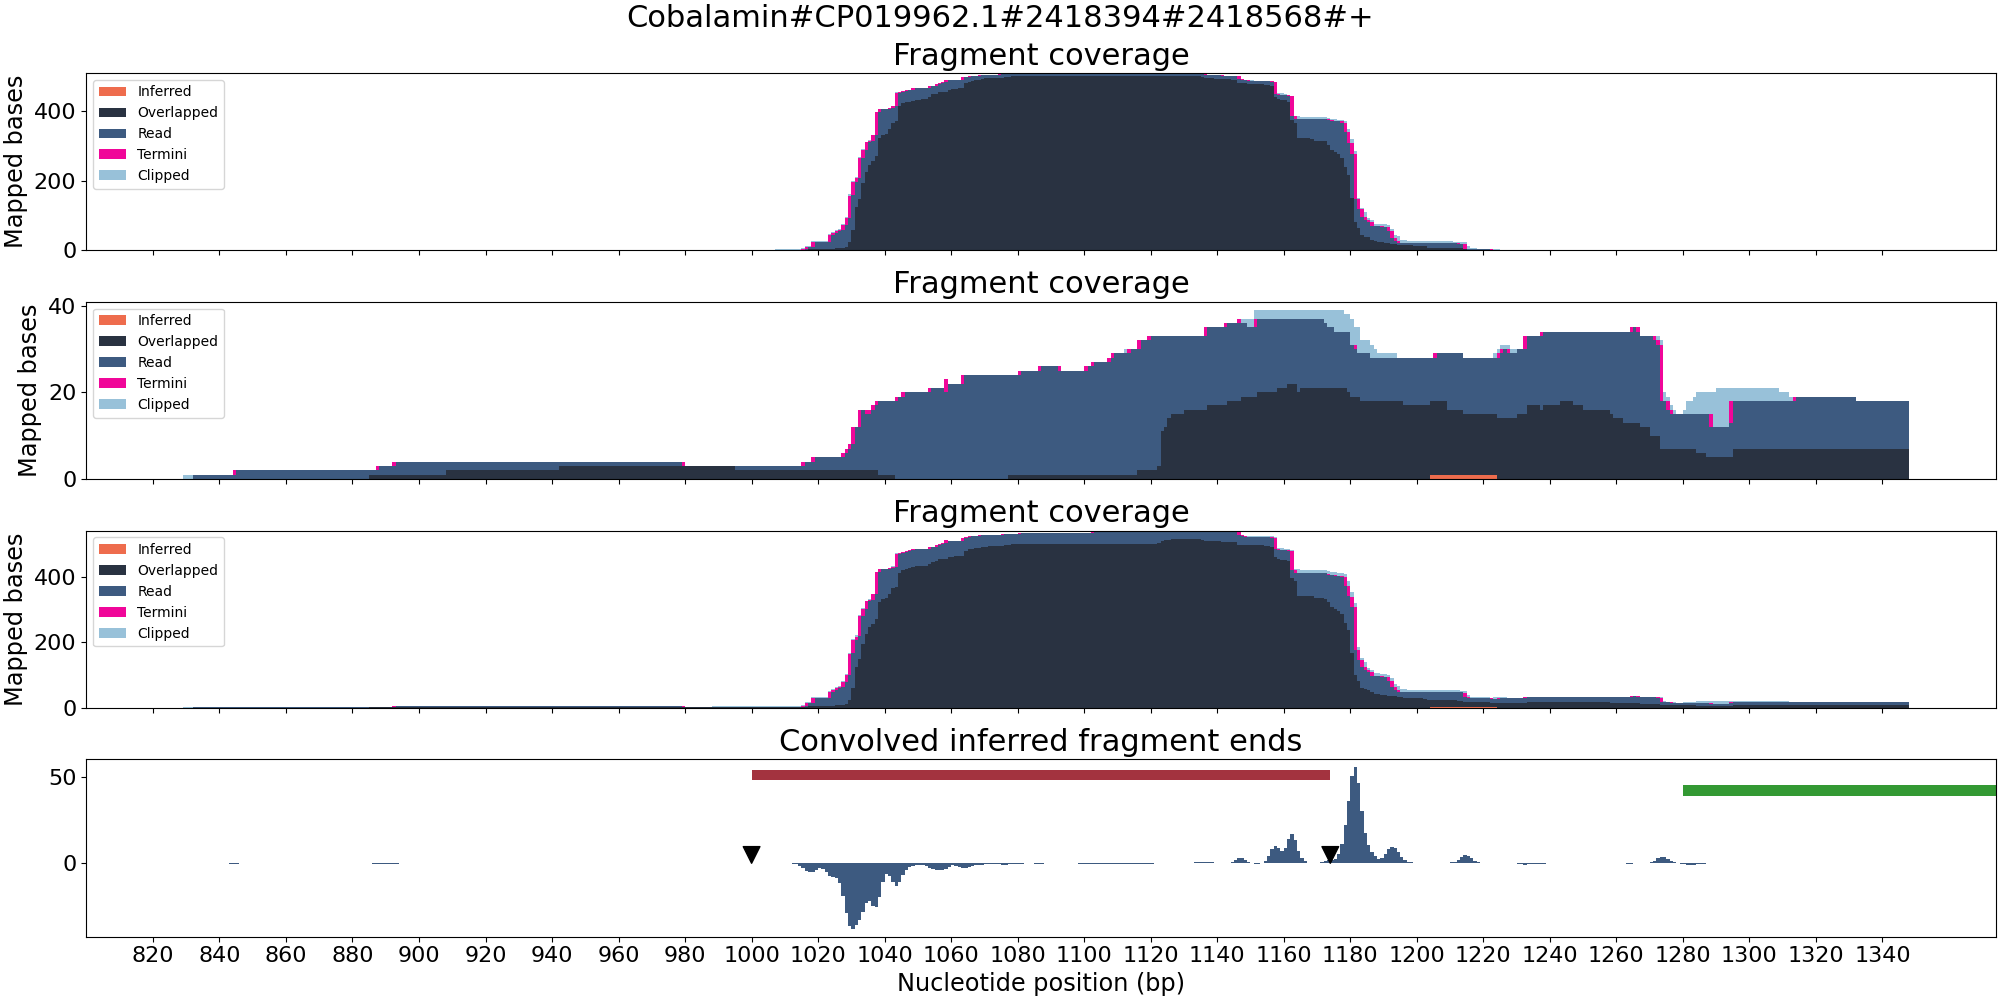 Cobalamin#CP019962.1#2418394#2418568#+
Fragment coverage
Mapped bases
400
200
0
Inferred
Overlapped
Read
Termini
Clipped
Fragment coverage
Mapped bases
40
20
0
Inferred
Overlapped
Read
Termini
Clipped
Fragment coverage
Mapped bases
400
200
0
Inferred
Overlapped
Read
Termini
Clipped
Convolved inferred fragment ends
50
0
820 840 860 880 900 920 940 960 980 1000 1020 1040 1060 1080 1100 1120 1140 1160 1180 1200 1220 1240 1260 1280 1300 1320 1340
Nucleotide position (bp)